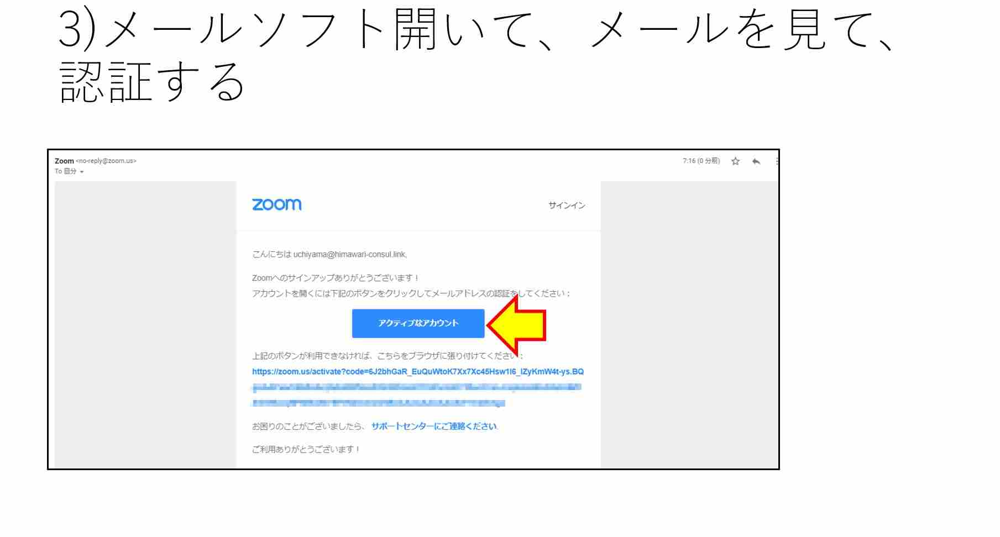 3)メールソフト開いて、メールを見て、
認証する
Zoom <no-reply@zoom.us>
7:16 (0 分前)
To 自分
zoom
サインイン
こんにちは uchiyama@himawari-consul.link,
Zoomへのサインアップありがとうございます！
アカウントを開くには下記のボタンをクリックしてメールアドレスの認証をしてください：
アクティブなアカウント
上記のボタンが利用できなければ、こちらをブラウザに張り付けてください：
https://zoom.us/activate?code=6J2bhGaR_EuQuWtoK7Xx7Xc45Hsw1I6_IZyKmW4t-ys.BQ
お困りのことがございましたら、 サポートセンターにご連絡ください.
ご利用ありがとうございます！